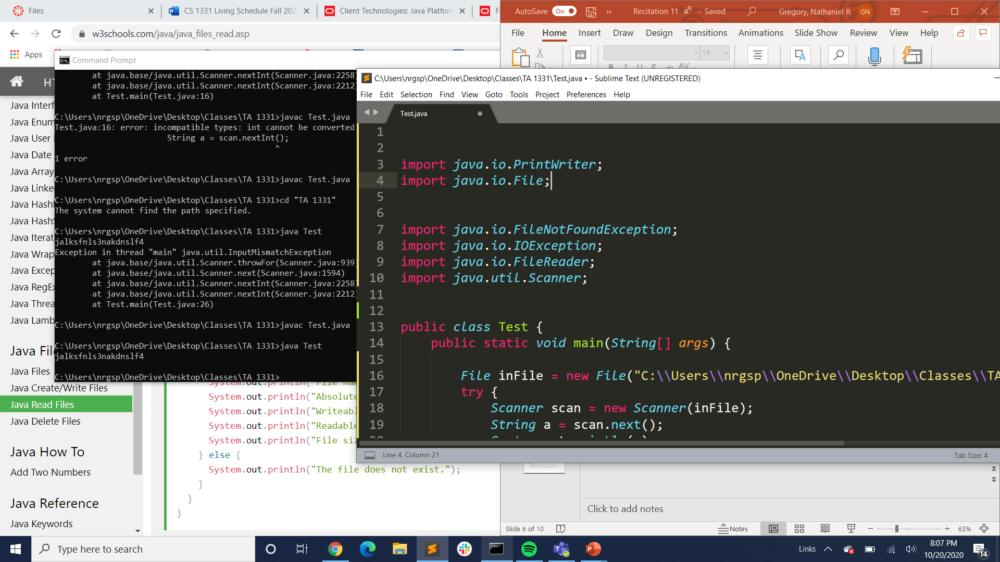 Files
CS 1331 Living Schedule Fall 202
Client Technologies: Java Platfor
w3schools.com/java/java_files_read.asp
Apps
Java Interf
Java Enum
Java User
Java Date
Java Array
Java Linke
Java Hash
Java HashS
Java Iterat
Java Wrap
Java Excep
Java RegEx
Java Threa
Java Lamb
Java Fil
Java Files
Java Create/Write Files
Java Read Files
Java Delete Files
Java How To
Add Two Numbers
Java Reference
Java Keywords
Command Prompt
at java.base/java.util.Scanner.nextInt(Scanner.java:2258)
at java.base/java.util.Scanner.nextInt(Scanner.java:2212)
at Test.main(Test.java:16)
C:\Users\nrgsp\OneDrive\Desktop\Classes\TA 1331>javac Test.java
Test.java:16: error: incompatible types: int cannot be converted
String a = scan.nextInt();
^
1 error
C:\Users\nrgsp\OneDrive\Desktop\Classes\TA 1331>javac Test.java
C:\Users\nrgsp\OneDrive\Desktop\Classes\TA 1331>cd "TA 1331"
The system cannot find the path specified.
C:\Users\nrgsp\OneDrive\Desktop\Classes\TA 1331>java Test
jalksfnls3nakdnslf4
Exception in thread "main" java.util.InputMismatchException
at java.base/java.util.Scanner.throwFor(Scanner.java:939)
at java.base/java.util.Scanner.next(Scanner.java:1594)
at java.base/java.util.Scanner.nextInt(Scanner.java:2258)
at java.base/java.util.Scanner.nextInt(Scanner.java:2212)
at Test.main(Test.java:26)
C:\Users\nrgsp\OneDrive\Desktop\Classes\TA 1331>javac Test.java
C:\Users\nrgsp\OneDrive\Desktop\Classes\TA 1331>java Test
jalksfnls3nakdnslf4
C:\Users\nrgsp\OneDrive\Desktop\Classes\TA 1331>
System.out.println("File nam
System.out.println("Absolute
System.out.println("Writeabl
System.out.println("Readable
System.out.println("File siz
} else {
System.out.println("The file does not exist.");
}
}
}
AutoSave On
Recitation 11 - Saved
Gregory, Nathaniel R GN
File Home Insert Draw Design Transitions Animations Slide Show Review View Help
14
C:\Users\nrgsp\OneDrive\Desktop\Classes\TA 1331\Test.java • - Sublime Text (UNREGISTERED)
File Edit Selection Find View Goto Tools Project Preferences Help
Test.java
1
2
3 import java.io.PrintWriter;
4 import java.io.File;
5
6
7 import java.io.FileNotFoundException;
8 import java.io.IOException;
9 import java.io.FileReader;
10 import java.util.Scanner;
11
12
13 public class Test {
14 public static void main(String[] args) {
15
16 File inFile = new File("C:\\Users\\nrgsp\\OneDrive\\Desktop\\Classes\\TA
17 try {
18 Scanner scan = new Scanner(inFile);
19 String a = scan.next();
Line 4, Column 21
Tab Size: 4
Click to add notes
Slide 6 of 10
Notes
63%
Type here to search
Links
8:07 PM
10/20/2020
14